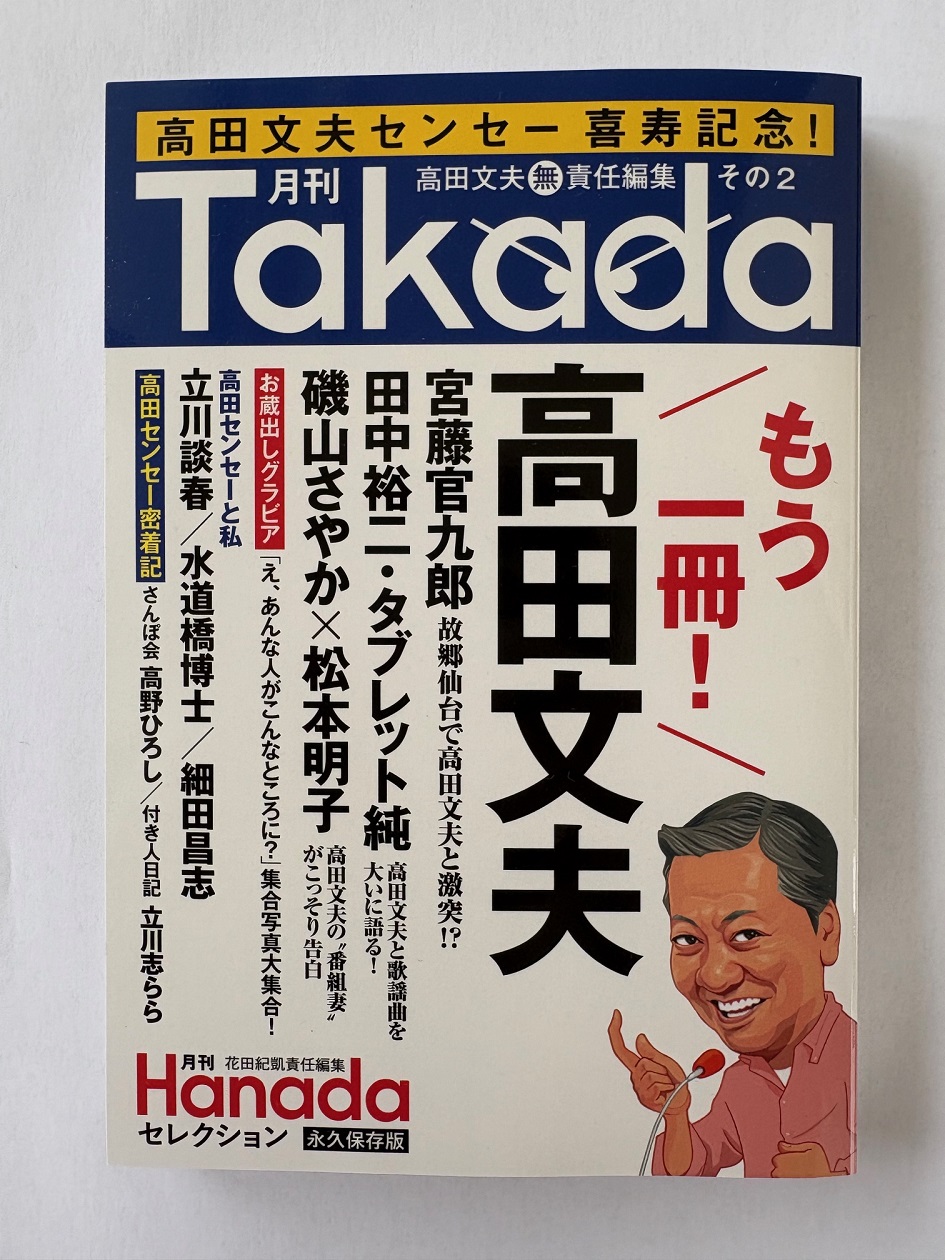 高田文夫センセー 喜寿記念!
月刊
Takada
高田文夫㊇責任編集 その2
もう
一冊!
高田文夫
宮藤官九郎 故郷仙台で高田文夫と激突!?
田中裕二・タブレット純 高田文夫と歌謡曲を
大いに語る!
磯山さやか×松本明子 高田文夫の〝番組妻〟
がこっそり告白
お蔵出しグラビア 「え、あんな人がこんなところに?」集合写真大集合!
高田センセーと私
立川談春/水道橋博士/細田昌志
高田センセー密着記 さんぽ会 高野ひろし/付き人日記 立川志らら
月刊 花田紀凱責任編集
Hanada
セレクション 永久保存版